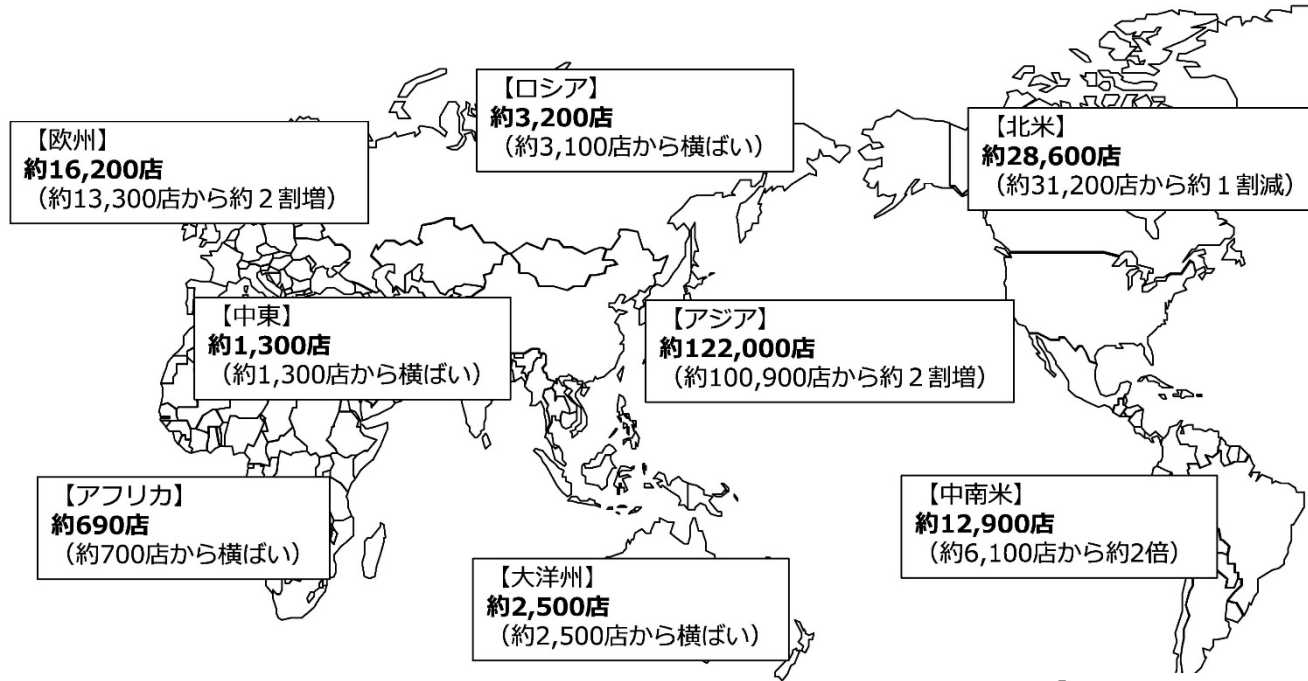 【ロシア】
約3,200店
（約3,100店から横ばい）
【欧州】
約16,200店
（約13,300店から約２割増）
【北米】
約28,600店
（約31,200店から約１割減）
【中東】
約1,300店
（約1,300店から横ばい）
【アジア】
約122,000店
（約100,900店から約２割増）
【アフリカ】
約690店
（約700店から横ばい）
【中南米】
約12,900店
（約6,100店から約2倍）
【大洋州】
約2,500店
（約2,500店から横ばい）